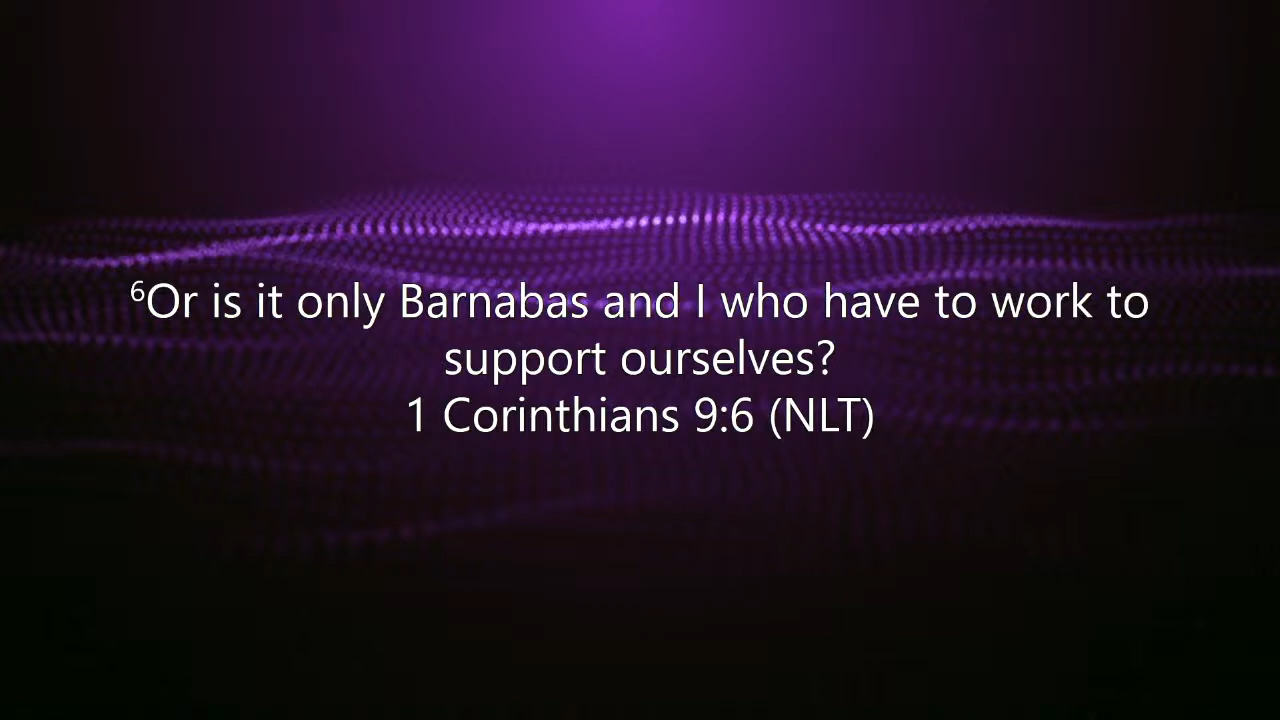 ⁶Or is it only Barnabas and I who have to work to
support ourselves?
1 Corinthians 9:6 (NLT)